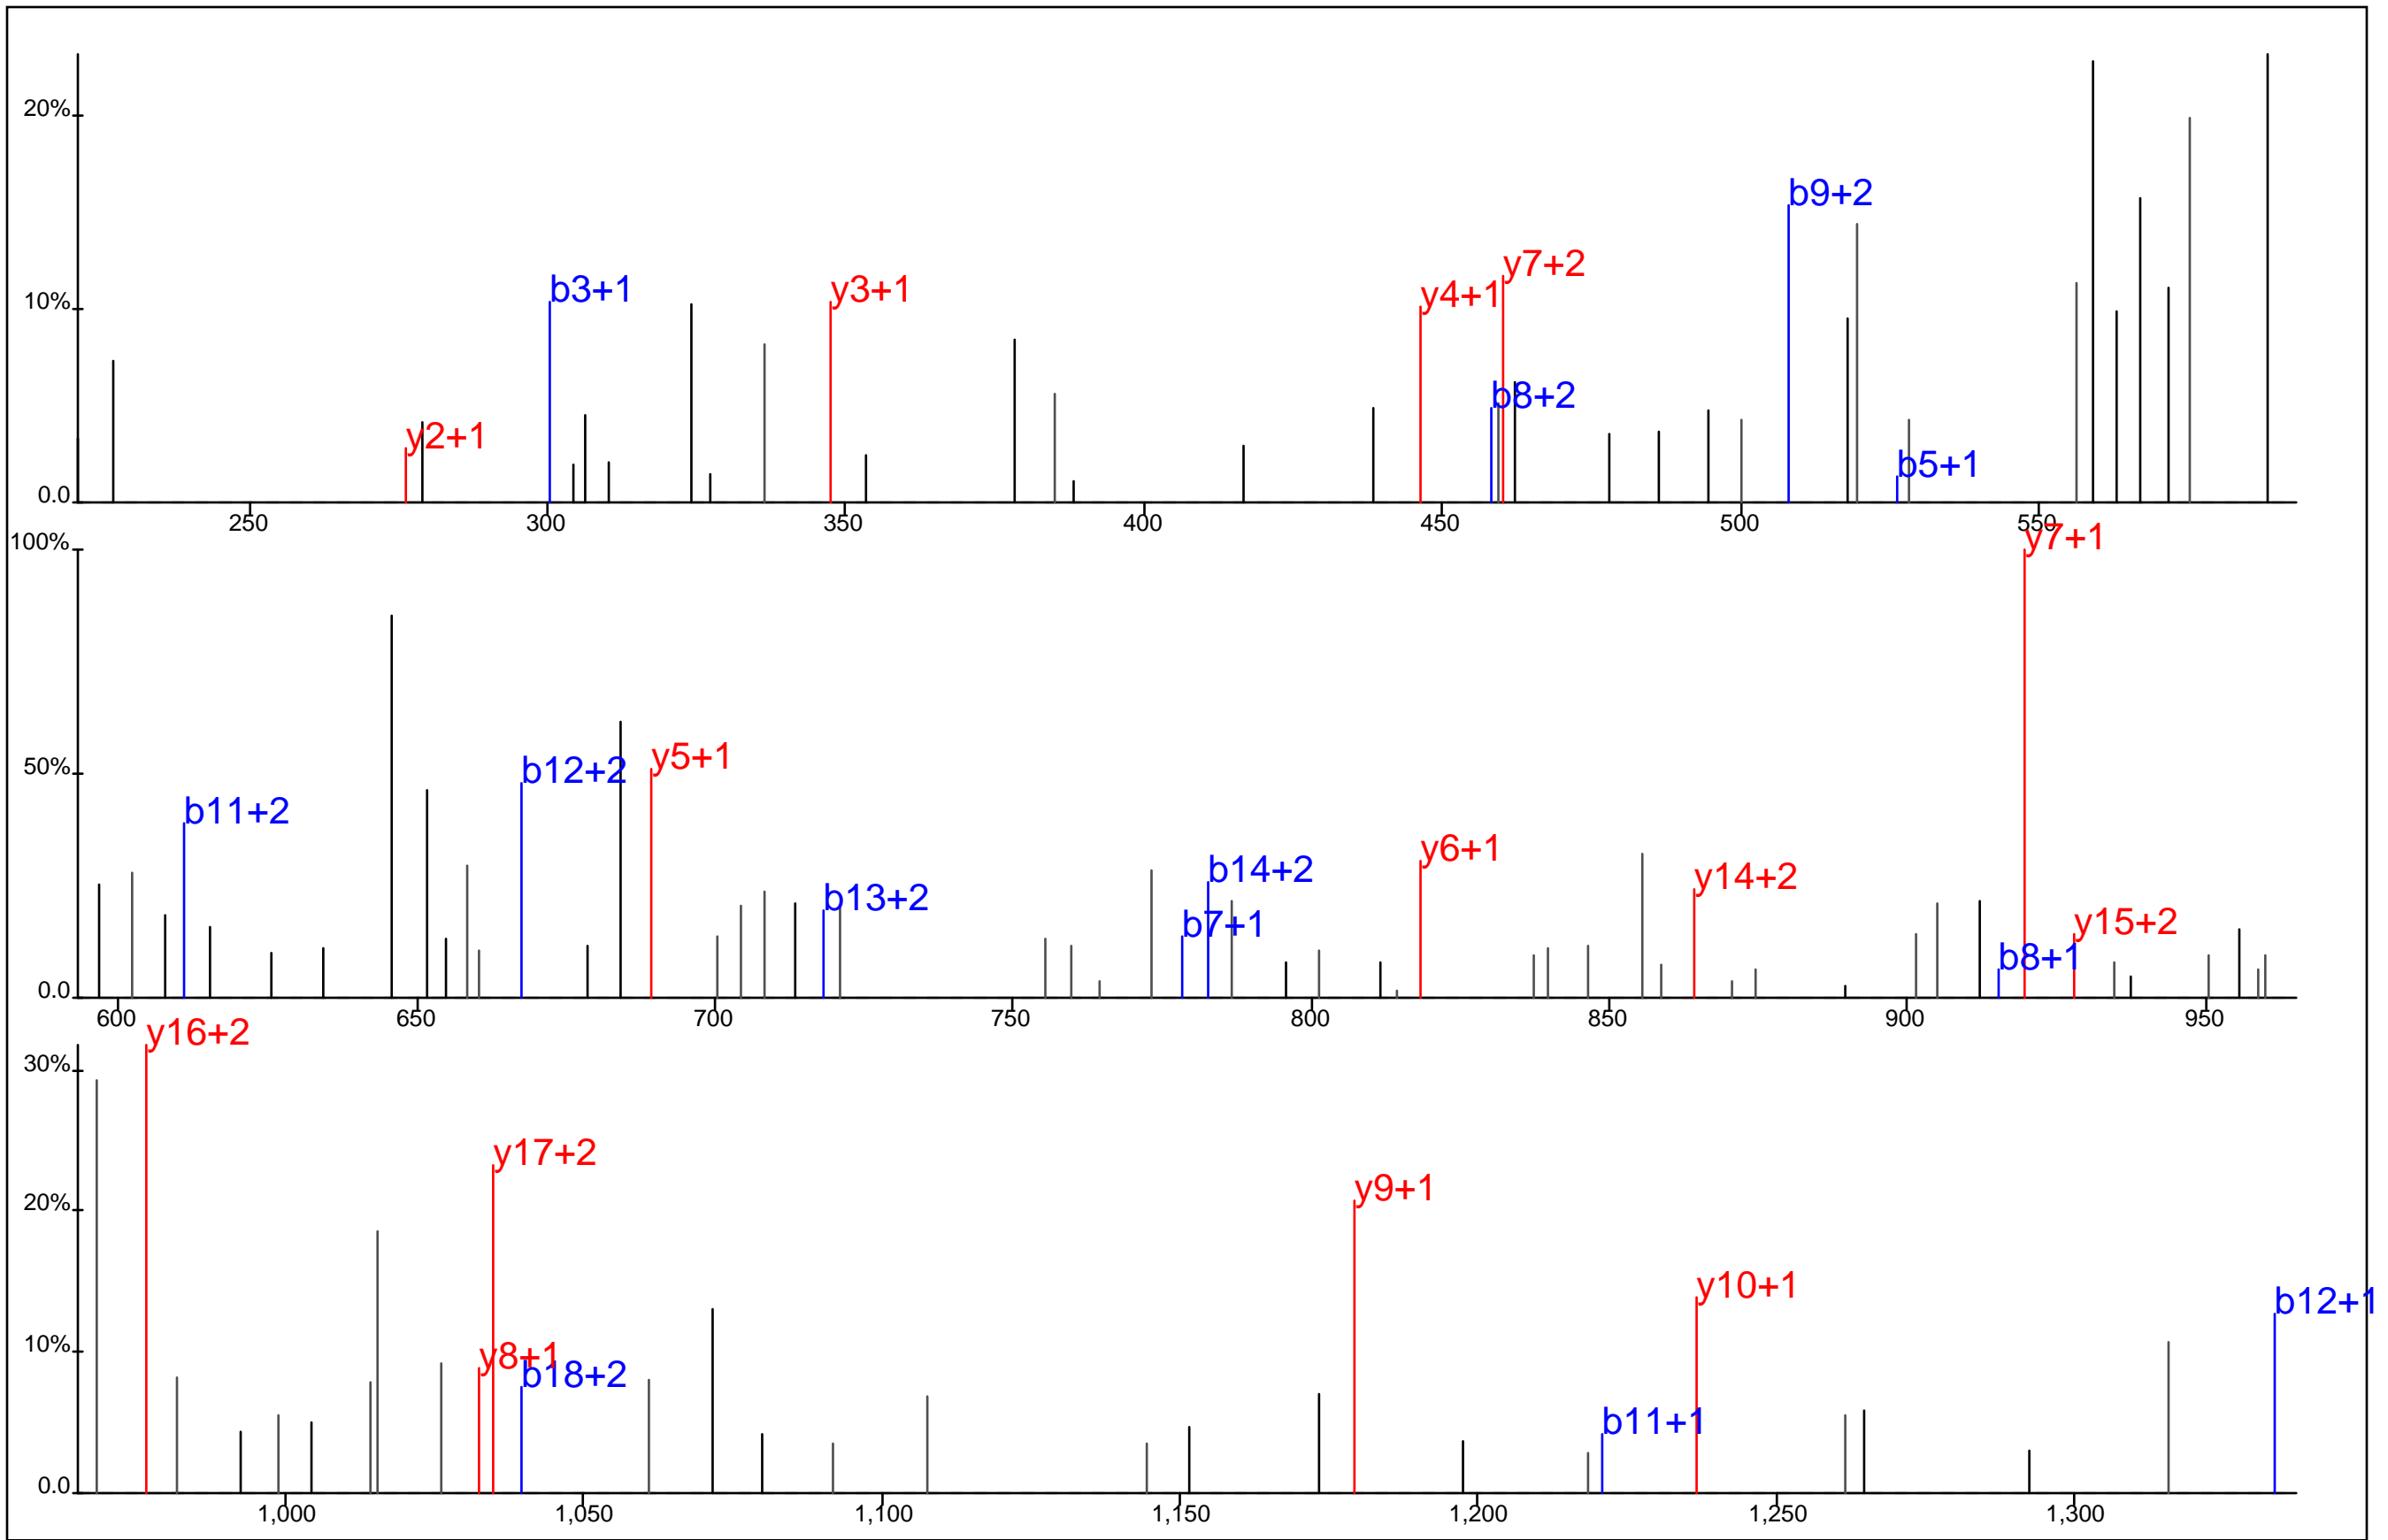 20%
10%
0.0
b9+2
y7+2
b3+1
y3+1
y4+1
b8+2
y2+1
b5+1
250 300 350 400 450 500 550
100%
50%
0.0
y7+1
b12+2
y5+1
b11+2
y6+1
b14+2
y14+2
b13+2
b7+1
y15+2
b8+1
600 650 700 750 800 850 900 950
30%
20%
10%
0.0
y16+2
y17+2
y9+1
y10+1
b12+1
y8+1
b18+2
b11+1
1,000 1,050 1,100 1,150 1,200 1,250 1,300